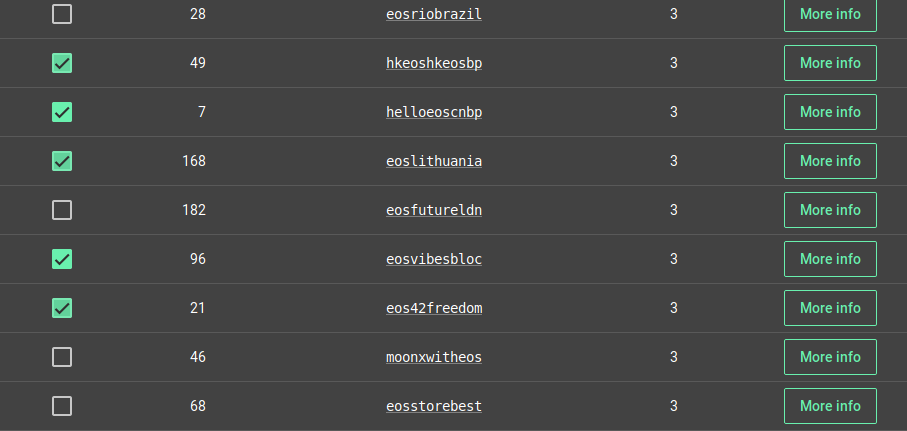 28 eosriobrazil 3 More info
49 hkeoshkeosbp 3 More info
7 helloeoscnbp 3 More info
168 eoslithuania 3 More info
182 eosfutureldn 3 More info
96 eosvibesbloc 3 More info
21 eos42freedom 3 More info
46 moonxwitheos 3 More info
68 eosstorebest 3 More info